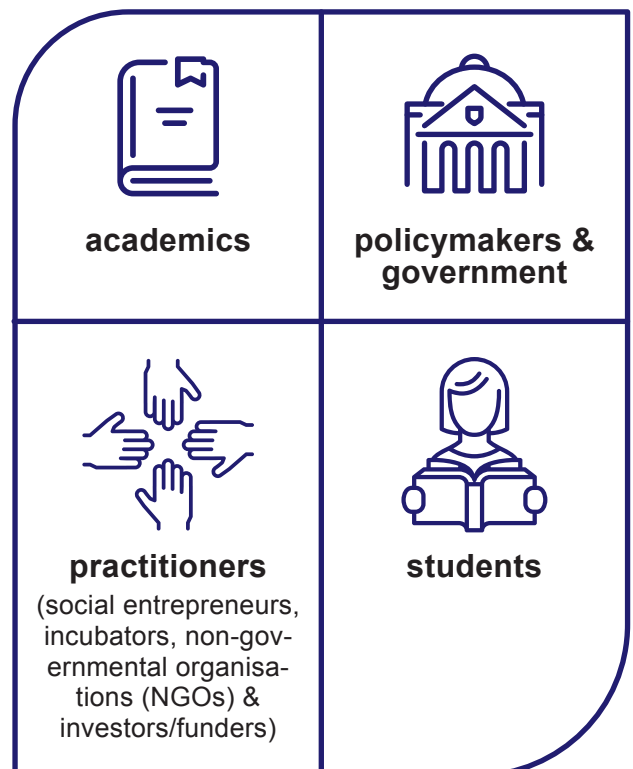 academics
policymakers &
government
practitioners
(social entrepreneurs,
incubators, non-gov-
ernmental organisa-
tions (NGOs) &
investors/funders)
students